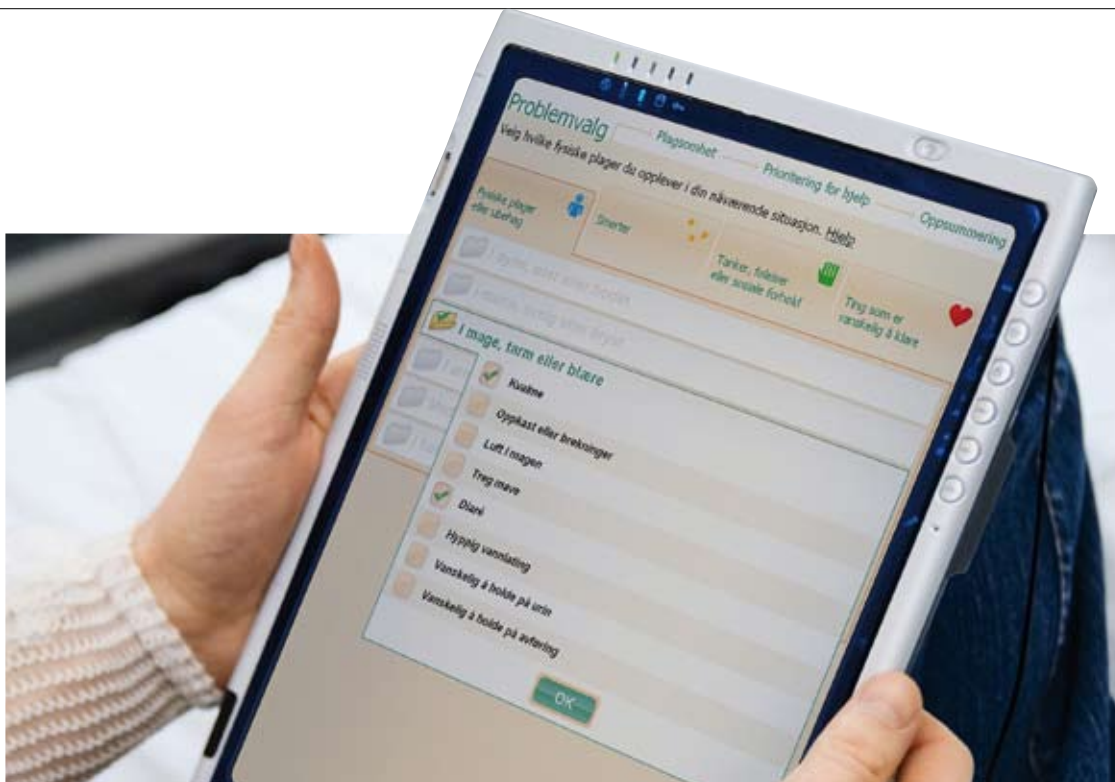 Problemvalg
Plagsomhet
Prioritering for hjelp
Oppsummering
Velg hvilke fysiske plager du opplever i din nåværende situasjon. Hjelp
Fysiske plager
eller ubehag
Smerter
Tanker, følelser
eller sosiale forhold
Ting som er
vanskelig å klare
I mage, tarm eller blære
Kvalme
Oppkast eller brekninger
Luft i magen
Treg mave
Diaré
Hyppig vannlating
Vanskelig å holde på urin
Vanskelig å holde på avføring
OK